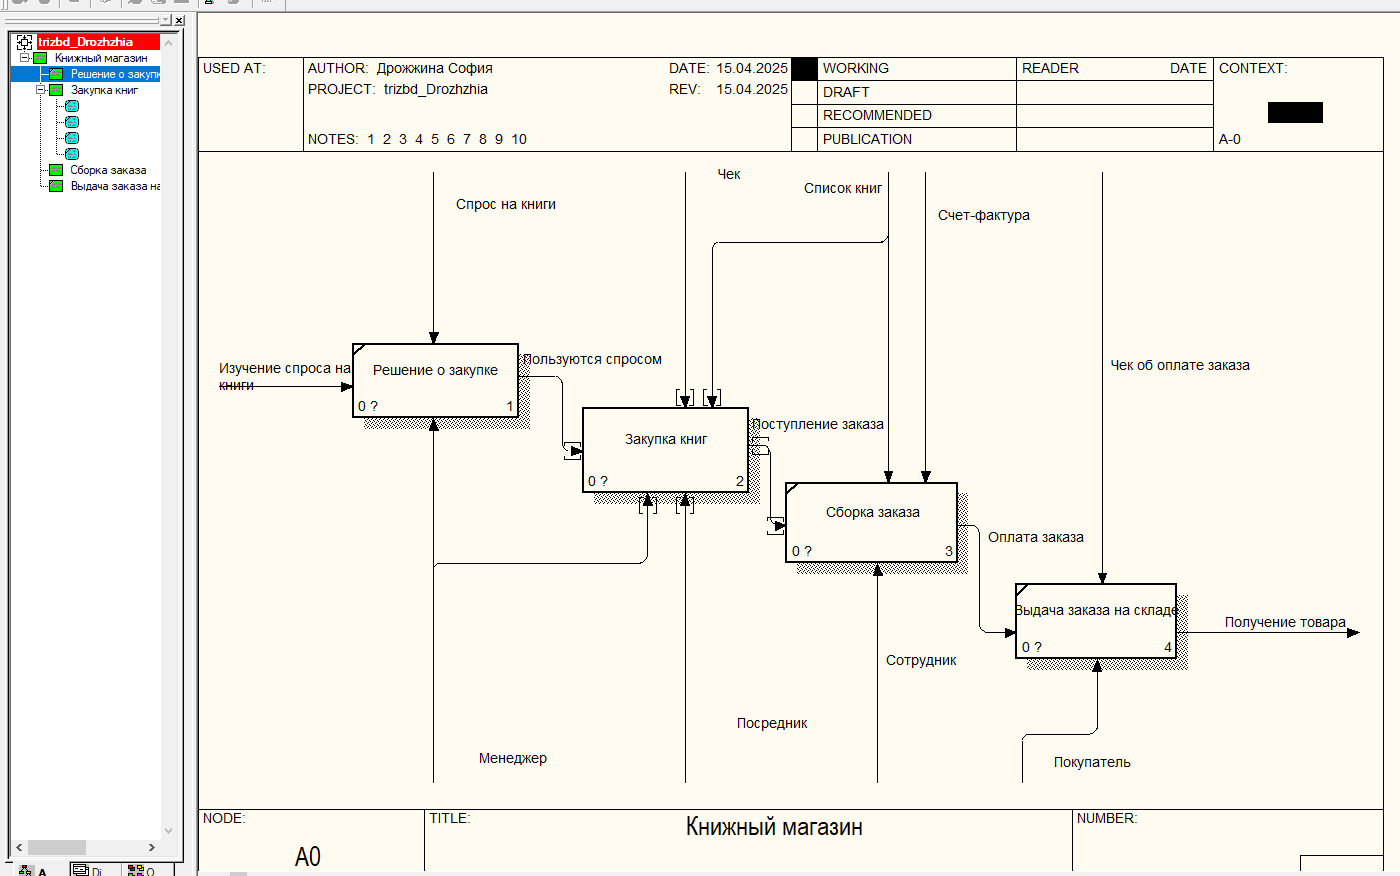 trizbd_Drozhzhia
Книжный магазин
Решение о закупк
Закупка книг
Сборка заказа
Выдача заказа на
A
Di
O
USED AT:
AUTHOR: Дрожжина София
DATE: 15.04.2025
PROJECT: trizbd_Drozhzhia
REV: 15.04.2025
NOTES: 1 2 3 4 5 6 7 8 9 10
WORKING
DRAFT
RECOMMENDED
PUBLICATION
READER DATE
CONTEXT:
A-0
Чек
Список книг
Спрос на книги
Счет-фактура
Изучение спроса на
книги
Решение о закупке
0 ? 1
Пользуются спросом
Чек об оплате заказа
Закупка книг
0 ? 2
Поступление заказа
Сборка заказа
0 ? 3
Оплата заказа
Выдача заказа на складе
0 ? 4
Получение товара
Сотрудник
Посредник
Менеджер
Покупатель
NODE:
A0
TITLE:
Книжный магазин
NUMBER: